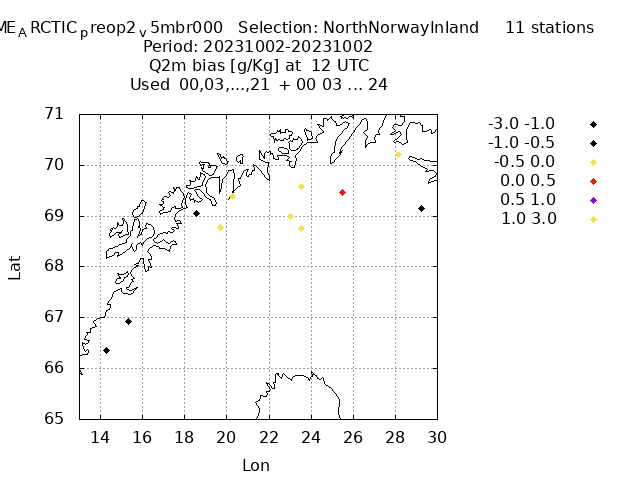 ME_A RCTIC_p reop2_v 5mbr000 Selection: NorthNorwayInland 11 stations
Period: 20231002-20231002
Q2m bias [g/Kg] at 12 UTC
Used 00,03,...,21 + 00 03 ... 24
71
70
69
68
67
66
65
14 16 18 20 22 24 26 28 30
Lat
Lon
-3.0 -1.0
-1.0 -0.5
-0.5 0.0
0.0 0.5
0.5 1.0
1.0 3.0